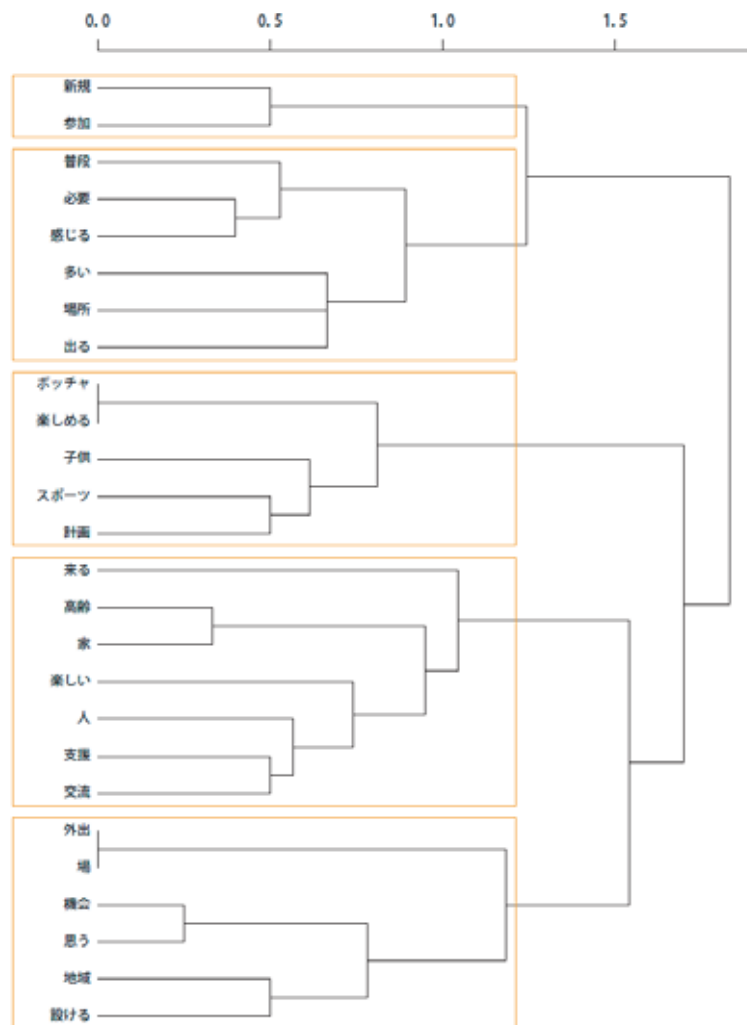 0.0 0.5 1.0 1.5
新規
参加
普段
必要
感じる
多い
場所
出る
ボッチャ
楽しめる
子供
スポーツ
計画
来る
高齢
家
楽しい
人
支援
交流
外出
場
機会
思う
地域
設ける